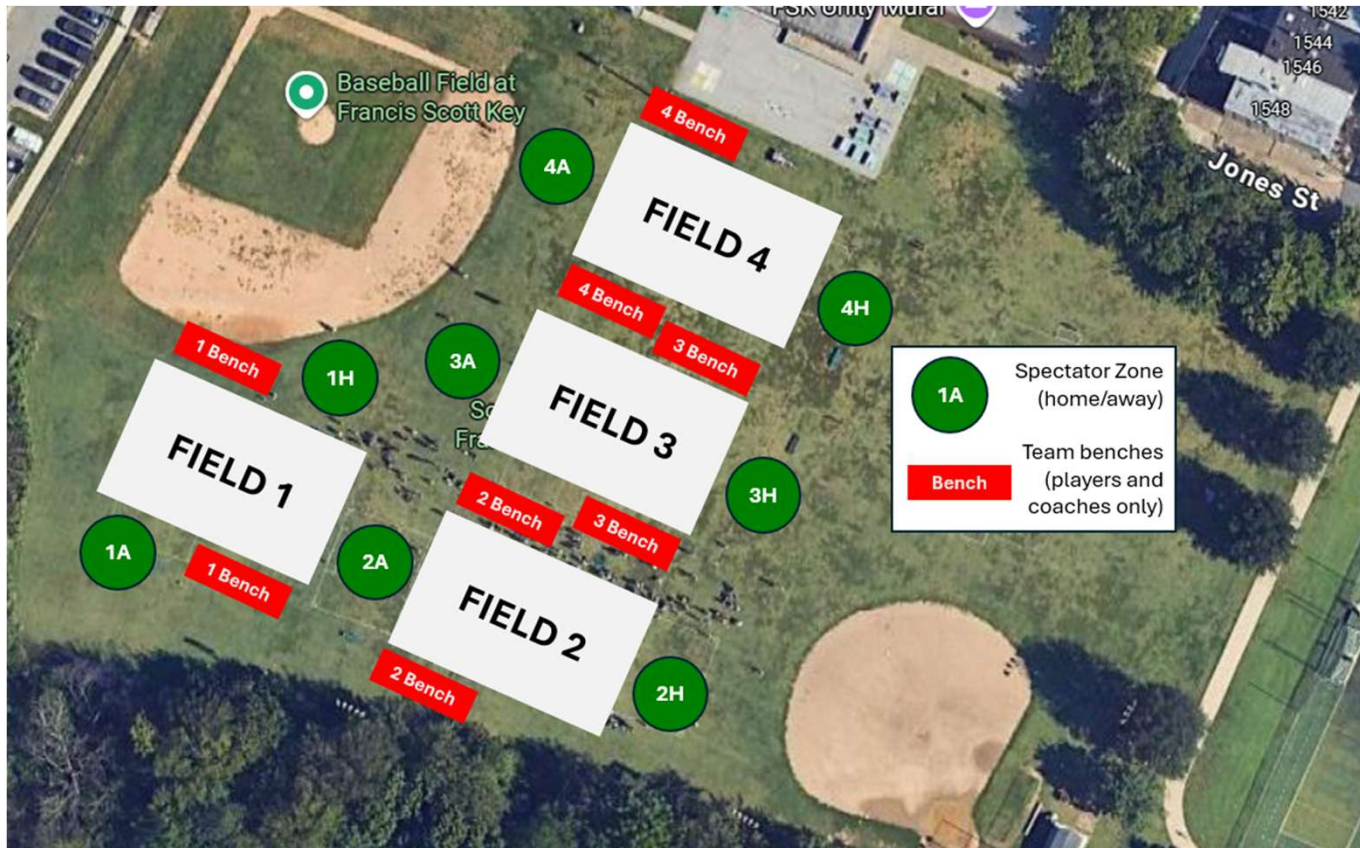 FSK Unity Mural
1542
1544
1546
1548
Jones St
Baseball Field at
Francis Scott Key
4 Bench
4A
FIELD 4
4H
4 Bench
3 Bench
3A
FIELD 3
3H
1 Bench
1H
FIELD 1
1A
1 Bench
2 Bench
3 Bench
2A
FIELD 2
2H
2 Bench
1A
Spectator Zone
(home/away)
Bench
Team benches
(players and
coaches only)